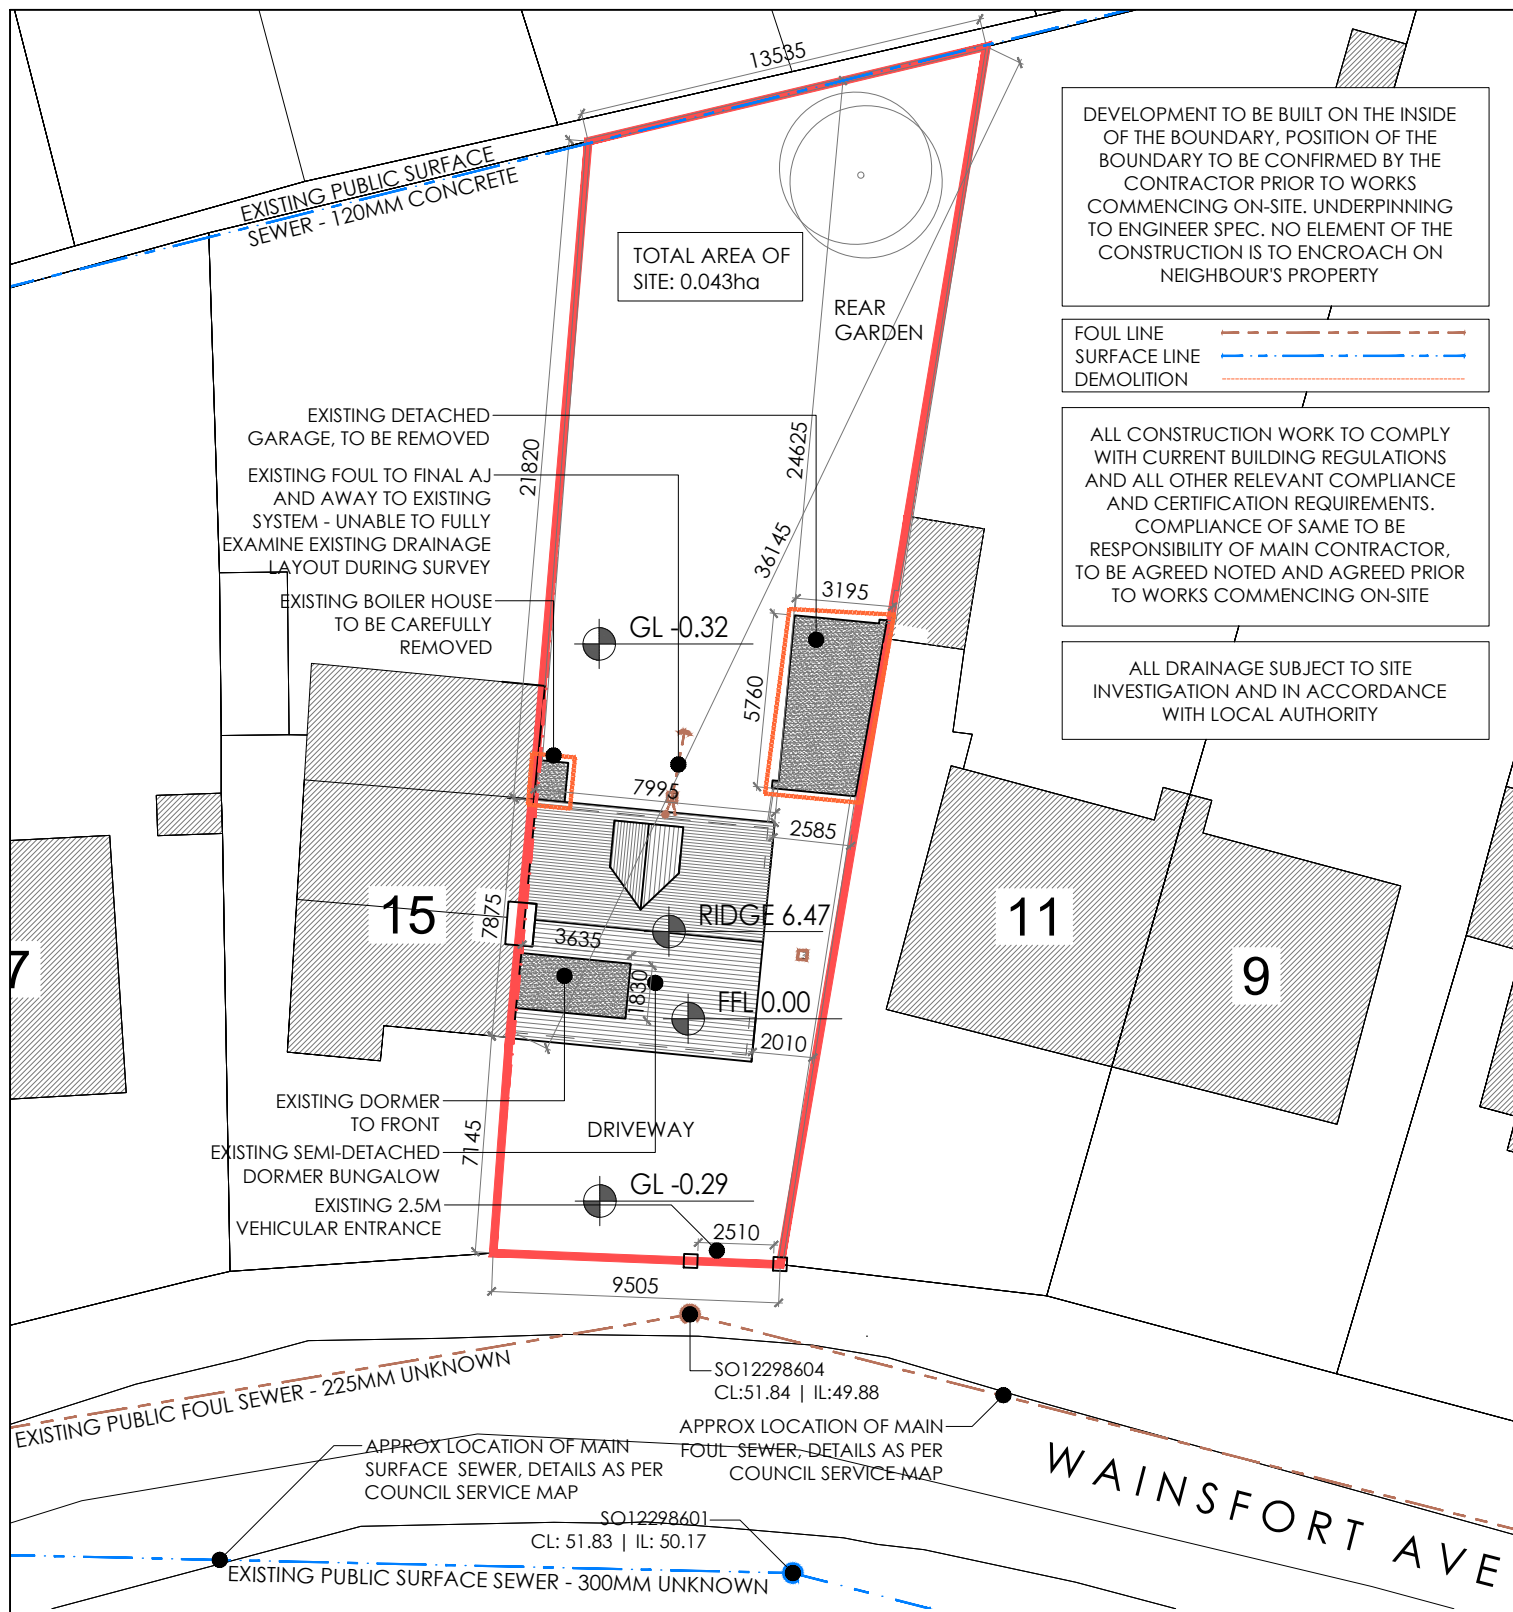 13535
DEVELOPMENT TO BE BUILT ON THE INSIDE
OF THE BOUNDARY, POSITION OF THE
BOUNDARY TO BE CONFIRMED BY THE
CONTRACTOR PRIOR TO WORKS
COMMENCING ON-SITE. UNDERPINNING
TO ENGINEER SPEC. NO ELEMENT OF THE
CONSTRUCTION IS TO ENCROACH ON
NEIGHBOUR'S PROPERTY
EXISTING PUBLIC SURFACE
SEWER - 120MM CONCRETE
TOTAL AREA OF
SITE: 0.043ha
REAR
GARDEN
FOUL LINE
SURFACE LINE
DEMOLITION
EXISTING DETACHED
GARAGE, TO BE REMOVED
21820
24625
36145
EXISTING FOUL TO FINAL AJ
AND AWAY TO EXISTING
SYSTEM - UNABLE TO FULLY
EXAMINE EXISTING DRAINAGE
LAYOUT DURING SURVEY
ALL CONSTRUCTION WORK TO COMPLY
WITH CURRENT BUILDING REGULATIONS
AND ALL OTHER RELEVANT COMPLIANCE
AND CERTIFICATION REQUIREMENTS.
COMPLIANCE OF SAME TO BE
RESPONSIBILITY OF MAIN CONTRACTOR,
TO BE AGREED NOTED AND AGREED PRIOR
TO WORKS COMMENCING ON-SITE
EXISTING BOILER HOUSE
TO BE CAREFULLY
REMOVED
3195
GL -0.32
5760
ALL DRAINAGE SUBJECT TO SITE
INVESTIGATION AND IN ACCORDANCE
WITH LOCAL AUTHORITY
7995
2585
7
15
7875
RIDGE 6.47
11
9
3635
1830
FFL 0.00
2010
EXISTING DORMER
TO FRONT
DRIVEWAY
7145
EXISTING SEMI-DETACHED
DORMER BUNGALOW
GL -0.29
EXISTING 2.5M
VEHICULAR ENTRANCE
2510
9505
SO12298604
CL:51.84 | IL:49.88
EXISTING PUBLIC FOUL SEWER - 225MM UNKNOWN
APPROX LOCATION OF MAIN
FOUL SEWER, DETAILS AS PER
COUNCIL SERVICE MAP
APPROX LOCATION OF MAIN
SURFACE SEWER, DETAILS AS PER
COUNCIL SERVICE MAP
WAINSFORT AVE
SO12298601
CL: 51.83 | IL: 50.17
EXISTING PUBLIC SURFACE SEWER - 300MM UNKNOWN